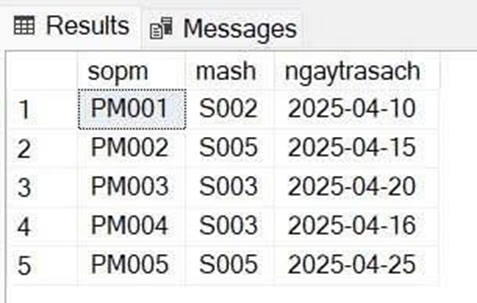 Results Messages
sopm mash ngaytrasach
1 PM001 S002 2025-04-10
2 PM002 S005 2025-04-15
3 PM003 S003 2025-04-20
4 PM004 S003 2025-04-16
5 PM005 S005 2025-04-25